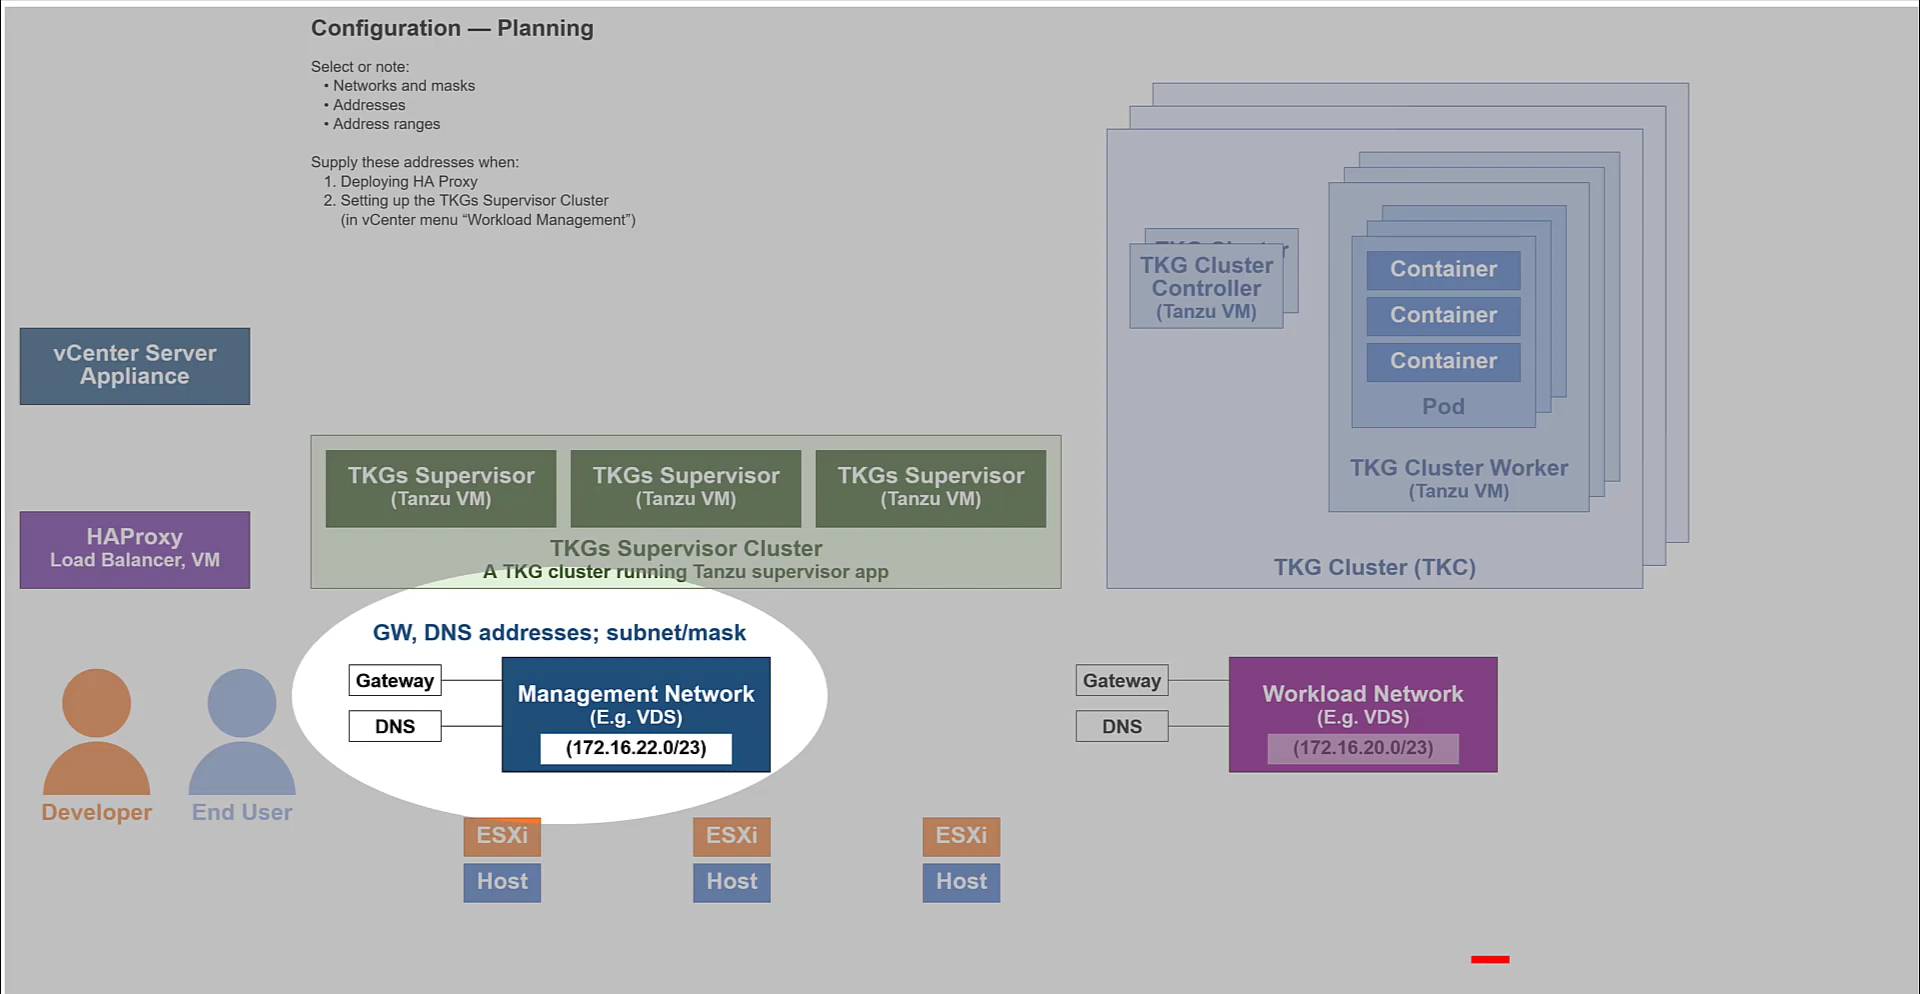 Configuration — Planning
Select or note:
• Networks and masks
• Addresses
• Address ranges
Supply these addresses when:
1. Deploying HA Proxy
2. Setting up the TKGs Supervisor Cluster
(in vCenter menu “Workload Management”)
vCenter Server
Appliance
HAProxy
Load Balancer, VM
TKGs Supervisor
(Tanzu VM)
TKGs Supervisor
(Tanzu VM)
TKGs Supervisor
(Tanzu VM)
TKGs Supervisor Cluster
A TKG cluster running Tanzu supervisor app
TKG Cluster
Controller
(Tanzu VM)
Container
Container
Container
Pod
TKG Cluster Worker
(Tanzu VM)
TKG Cluster (TKC)
GW, DNS addresses; subnet/mask
Gateway
DNS
Management Network
(E.g. VDS)
(172.16.22.0/23)
Gateway
DNS
Workload Network
(E.g. VDS)
(172.16.20.0/23)
Developer
End User
ESXi
Host
ESXi
Host
ESXi
Host